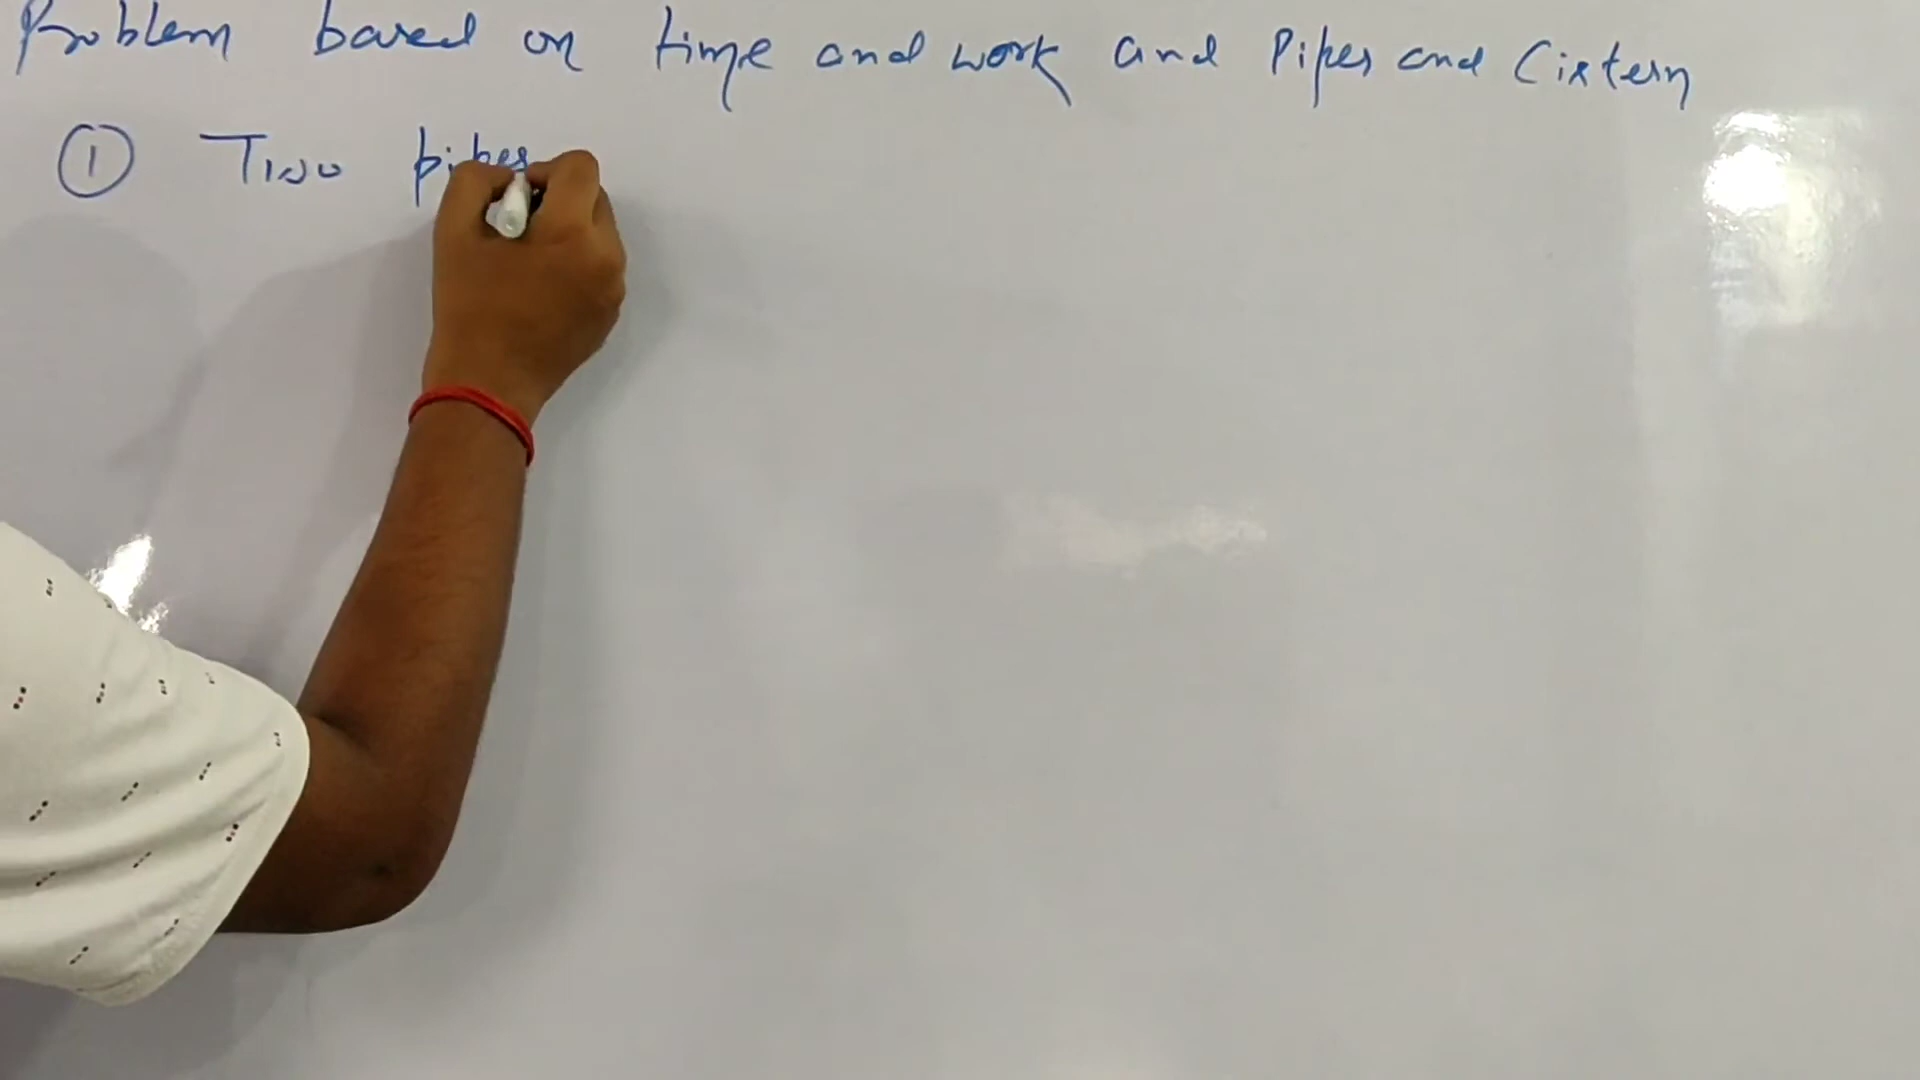 Problem based on time and work and Pipes and Cistern
① Two pipes